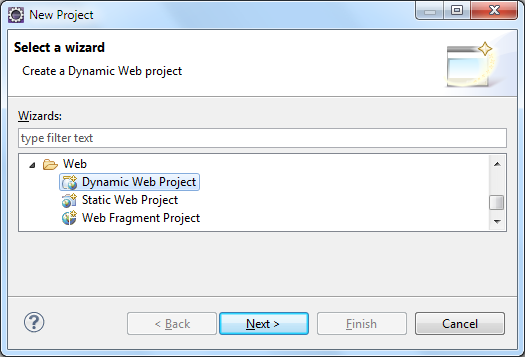 New Project
Select a wizard
Create a Dynamic Web project
Wizards:
type filter text
Web
Dynamic Web Project
Static Web Project
Web Fragment Project
?
< Back
Next >
Finish
Cancel